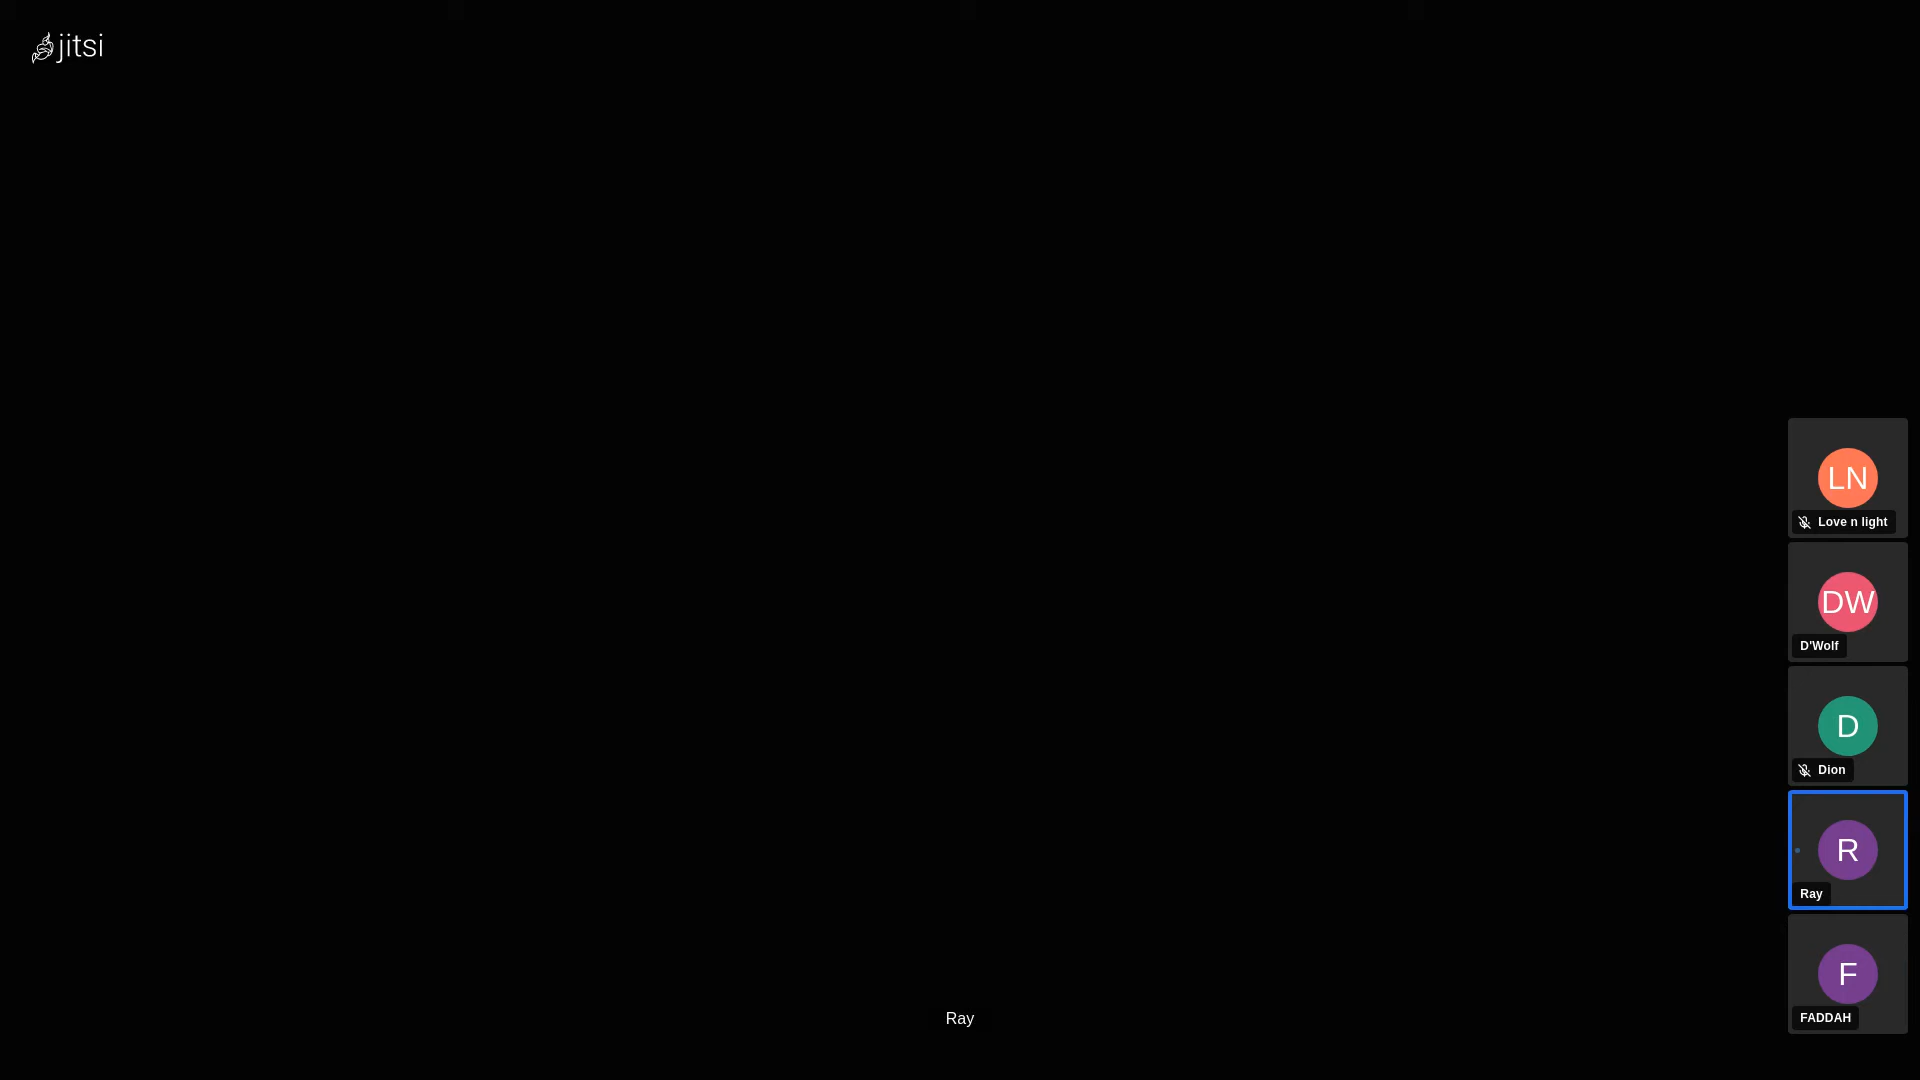 jitsi
LN
Love n light
DW
D'Wolf
D
Dion
R
Ray
F
FADDAH
Ray